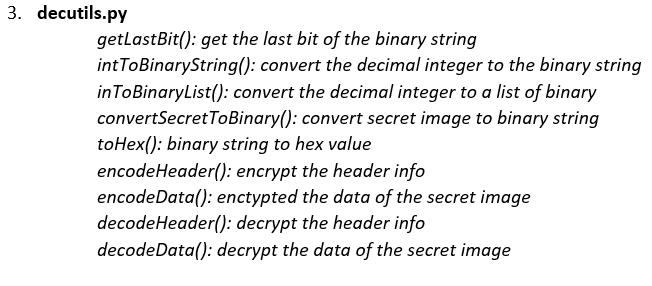 3. decutils.py
getLastBit(): get the last bit of the binary string
intToBinaryString(): convert the decimal integer to the binary string
inToBinaryList(): convert the decimal integer to a list of binary
convertSecretToBinary(): convert secret image to binary string
toHex(): binary string to hex value
encodeHeader(): encrypt the header info
encodeData(): enctypted the data of the secret image
decodeHeader(): decrypt the header info
decodeData(): decrypt the data of the secret image